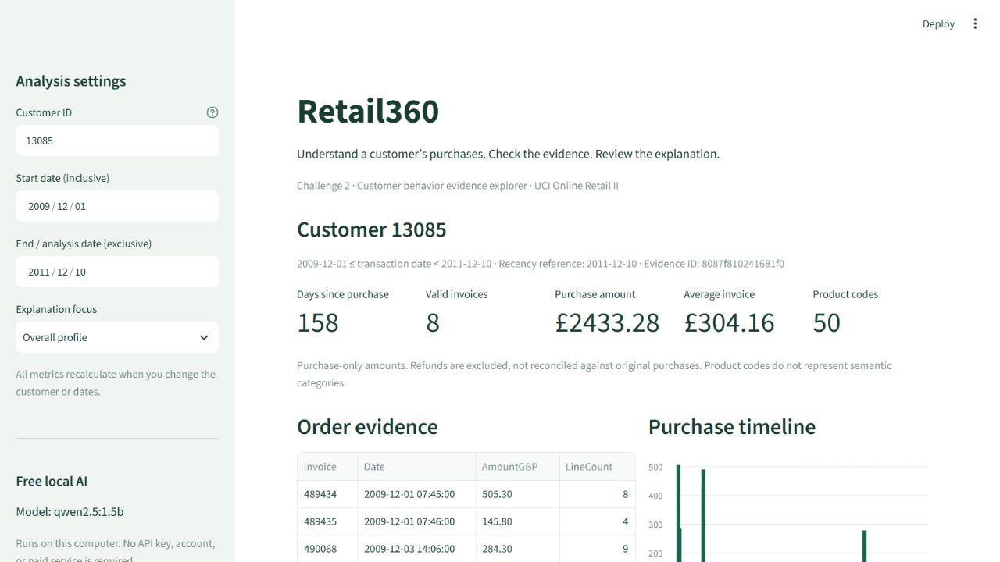 Deploy
Analysis settings
Customer ID
13085
Start date (inclusive)
2009 / 12 / 01
End / analysis date (exclusive)
2011 / 12 / 10
Explanation focus
Overall profile
All metrics recalculate when you change the
customer or dates.
Free local AI
Model: qwen2.5:1.5b
Runs on this computer. No API key, account,
or paid service is required.
Retail360
Understand a customer’s purchases. Check the evidence. Review the explanation.
Challenge 2 · Customer behavior evidence explorer · UCI Online Retail II
Customer 13085
2009-12-01 ≤ transaction date < 2011-12-10 · Recency reference: 2011-12-10 · Evidence ID: 8087f810241681f0
Days since purchase Valid invoices Purchase amount Average invoice Product codes
158 8 £2433.28 £304.16 50
Purchase-only amounts. Refunds are excluded, not reconciled against original purchases. Product codes do not represent semantic
categories.
Order evidence
Invoice Date AmountGBP LineCount
489434 2009-12-01 07:45:00 505.30 8
489435 2009-12-01 07:46:00 145.80 4
490068 2009-12-03 14:06:00 284.30 9
Purchase timeline
500
400
300
200